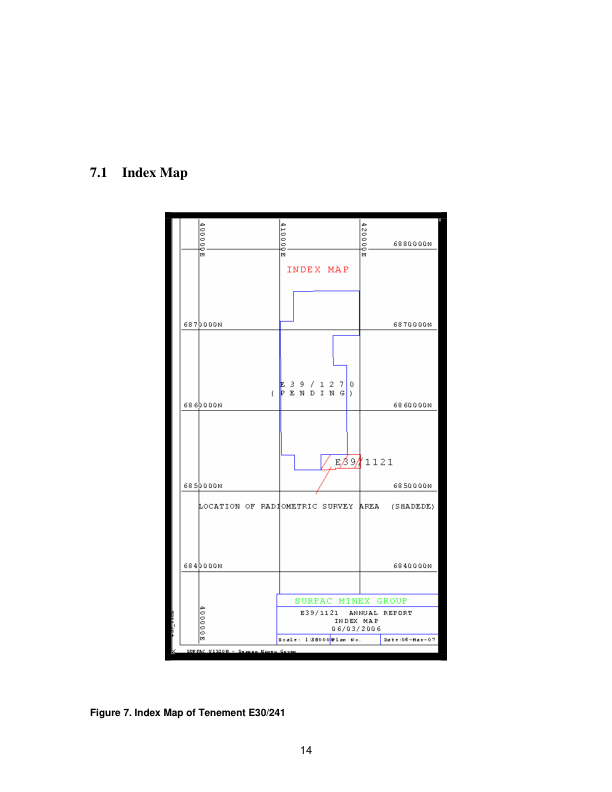 7.1 Index Map
400000E 410000E 420000E
6880000N
INDEX MAP
6870000N 6870000N
E39/1270
(PENDING)
6860000N 6860000N
E39/1121
6850000N 6850000N
LOCATION OF RADIOMETRIC SURVEY AREA (SHADEDE)
6840000N 6840000N
400000E
SURPAC MINEX GROUP
E39/1121 ANNUAL REPORT
INDEX MAP
06/03/2006
Scale: Plan No. Date:06-Mar-07
SURPAC VISION - Surpac Minex Group
Figure 7. Index Map of Tenement E30/241
14